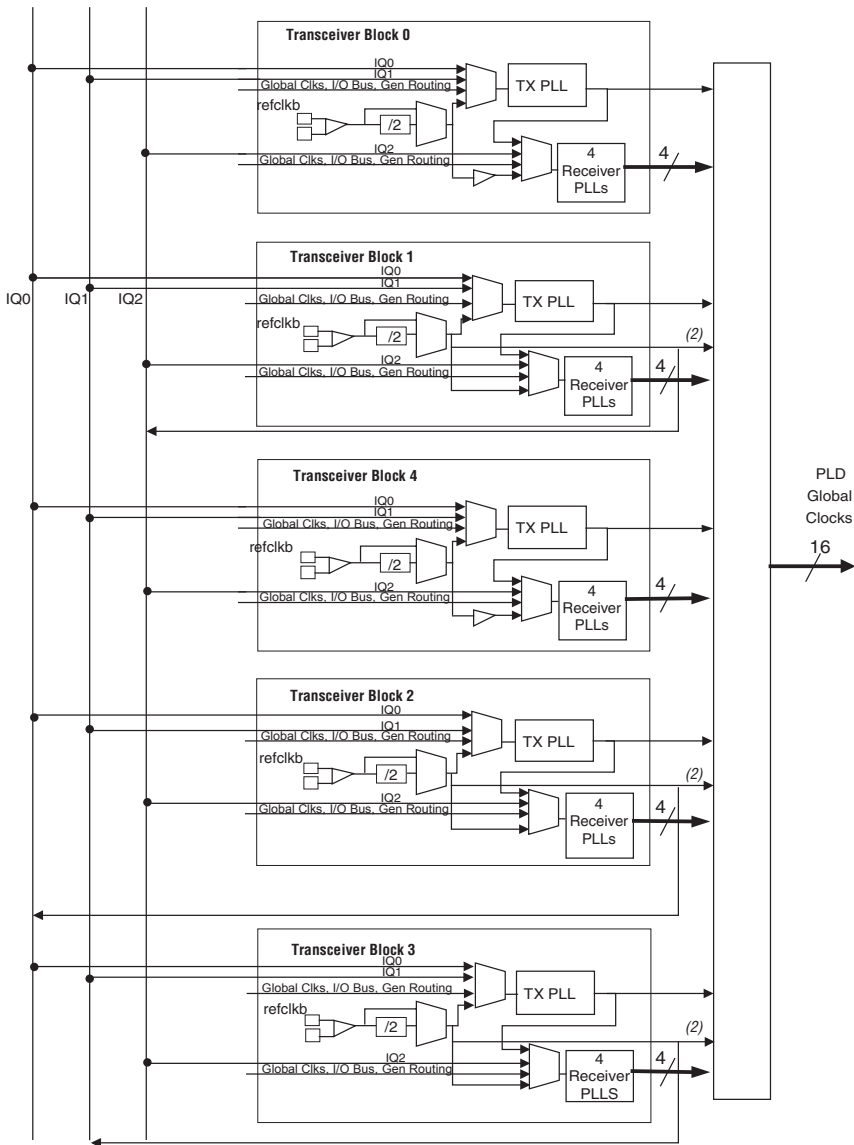 Transceiver Block 0
IQ0
IQ1
Global Clks, I/O Bus, Gen Routing
TX PLL
refclkb
/2
IQ2
Global Clks, I/O Bus, Gen Routing
4
Receiver
PLLs
4
Transceiver Block 1
IQ0
IQ1
IQ0
IQ1
IQ2
Global Clks, I/O Bus, Gen Routing
TX PLL
refclkb
/2
(2)
IQ2
Global Clks, I/O Bus, Gen Routing
4
Receiver
PLLs
4
Transceiver Block 4
IQ0
IQ1
Global Clks, I/O Bus, Gen Routing
TX PLL
refclkb
/2
IQ2
Global Clks, I/O Bus, Gen Routing
4
Receiver
PLLs
4
PLD
Global
Clocks
16
Transceiver Block 2
IQ0
IQ1
Global Clks, I/O Bus, Gen Routing
TX PLL
refclkb
/2
(2)
IQ2
Global Clks, I/O Bus, Gen Routing
4
Receiver
PLLs
4
Transceiver Block 3
IQ0
IQ1
Global Clks, I/O Bus, Gen Routing
TX PLL
refclkb
/2
(2)
IQ2
Global Clks, I/O Bus, Gen Routing
4
Receiver
PLLS
4